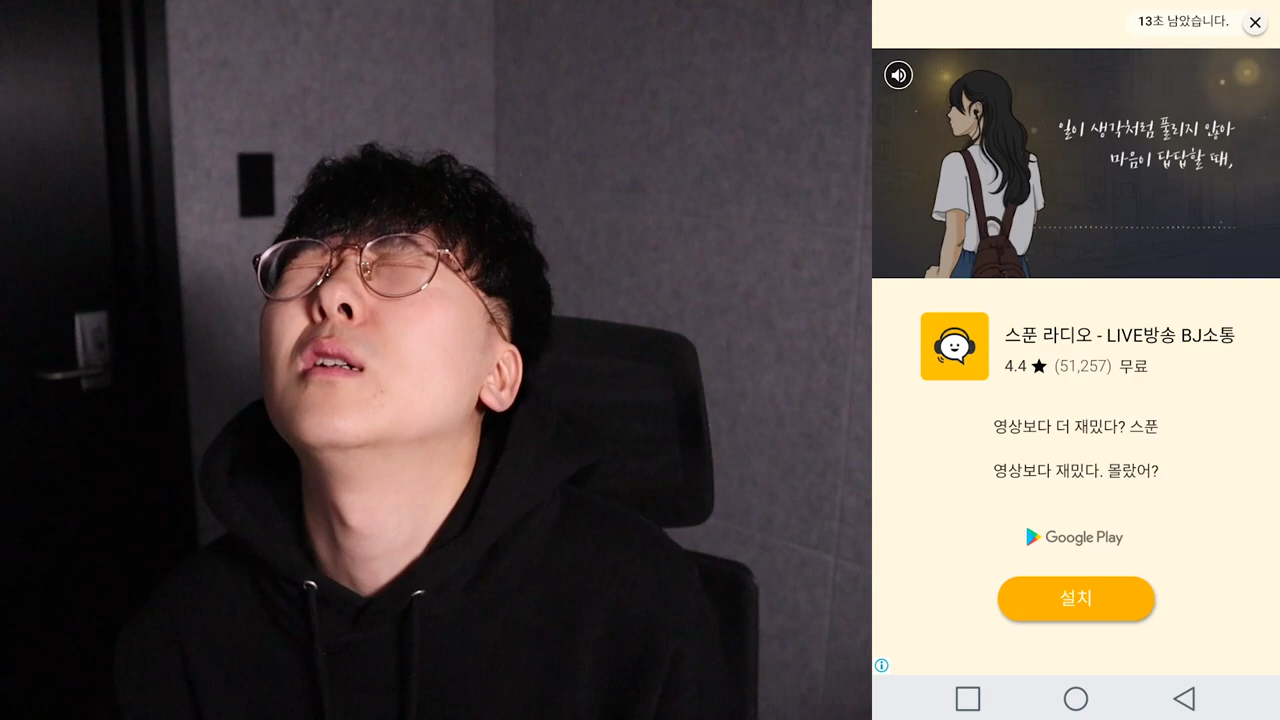 13초 남았습니다.
일이 생각처럼 풀리지 않아
마음이 답답할 때,
스푼 라디오 - LIVE방송 BJ소통
4.4 ★ (51,257) 무료
영상보다 더 재밌다? 스푼
영상보다 재밌다. 몰랐어?
Google Play
설치